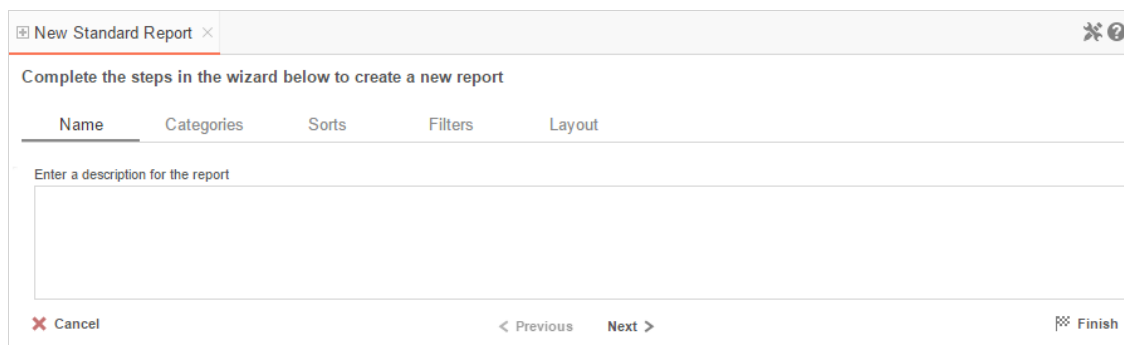 New Standard Report
Complete the steps in the wizard below to create a new report
Name Categories Sorts Filters Layout
Enter a description for the report
Cancel < Previous Next > Finish